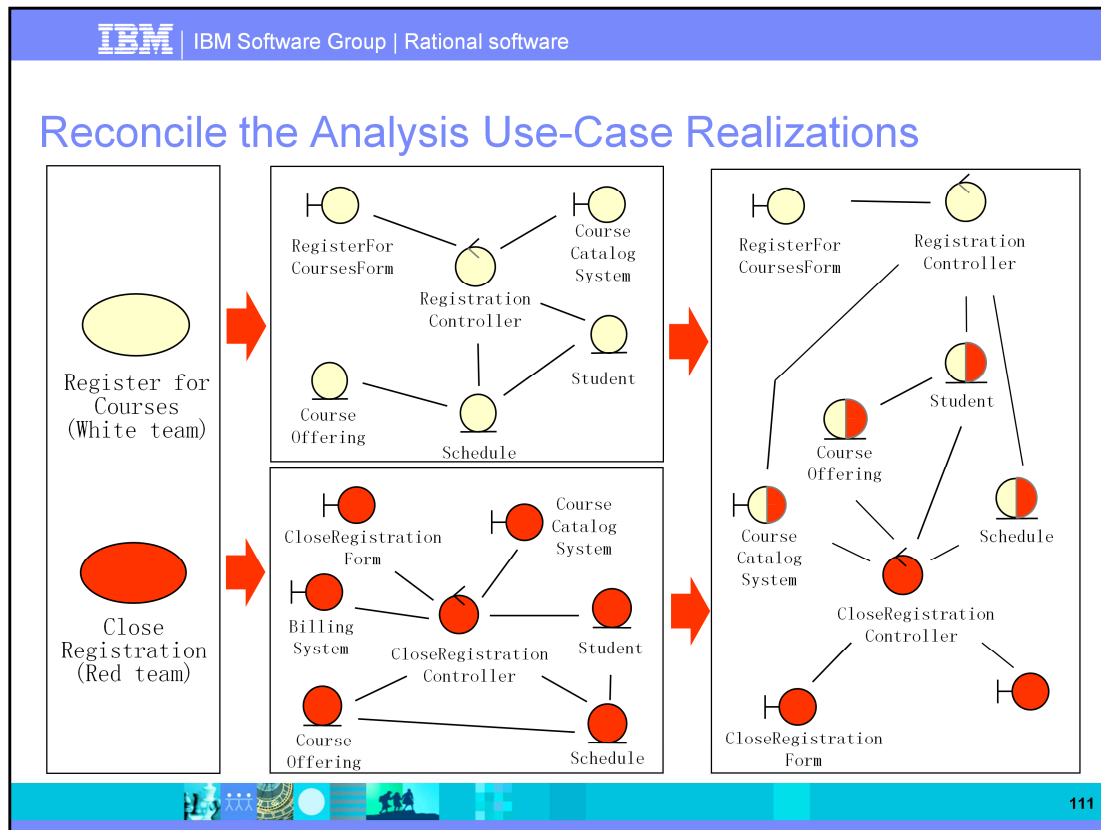 IBM | IBM Software Group | Rational software
Reconcile the Analysis Use-Case Realizations
Register for
Courses
(White team)
Close
Registration
(Red team)
RegisterFor
CoursesForm
Course
Catalog
System
Registration
Controller
Student
Course
Offering
Schedule
CloseRegistration
Form
Course
Catalog
System
Billing
System
CloseRegistration
Controller
Student
Course
Offering
Schedule
RegisterFor
CoursesForm
Registration
Controller
Student
Course
Offering
Course
Catalog
System
Schedule
CloseRegistration
Controller
CloseRegistration
Form
111